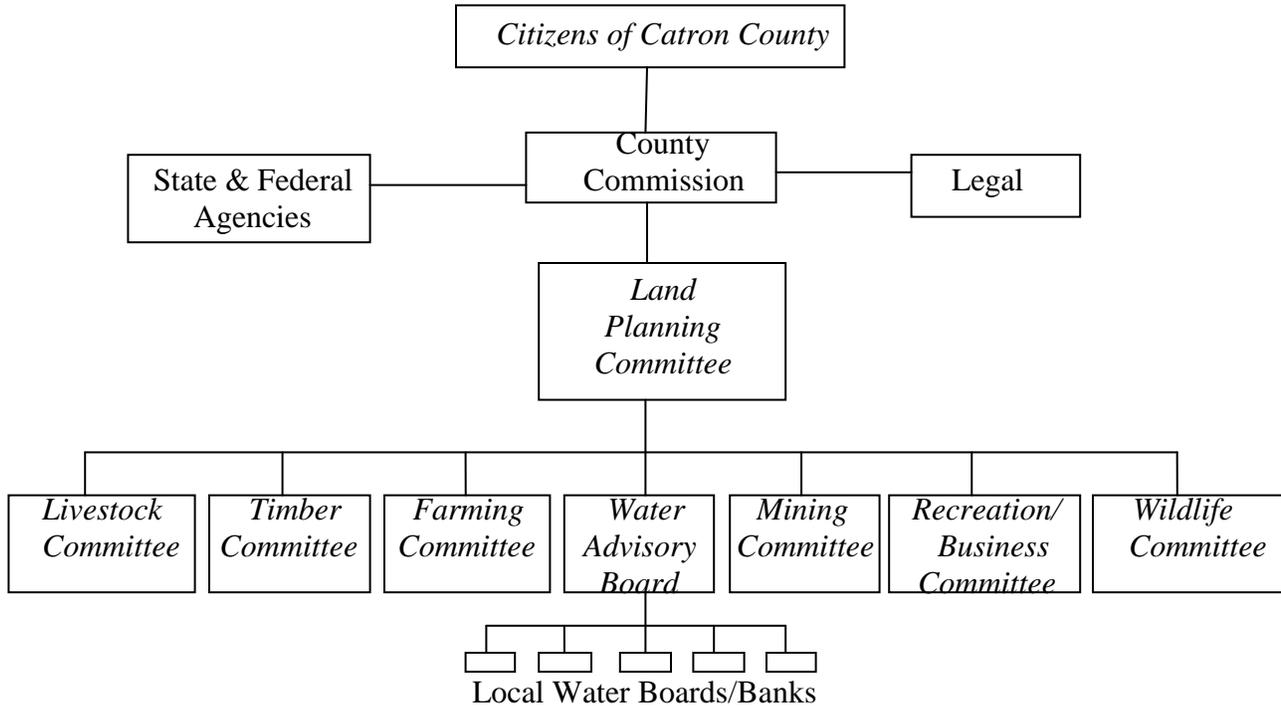 Citizens of Catron County
County
Commission
State & Federal
Agencies
Legal
Land
Planning
Committee
Livestock
Committee
Timber
Committee
Farming
Committee
Water
Advisory
Board
Mining
Committee
Recreation/
Business
Committee
Wildlife
Committee
Local Water Boards/Banks